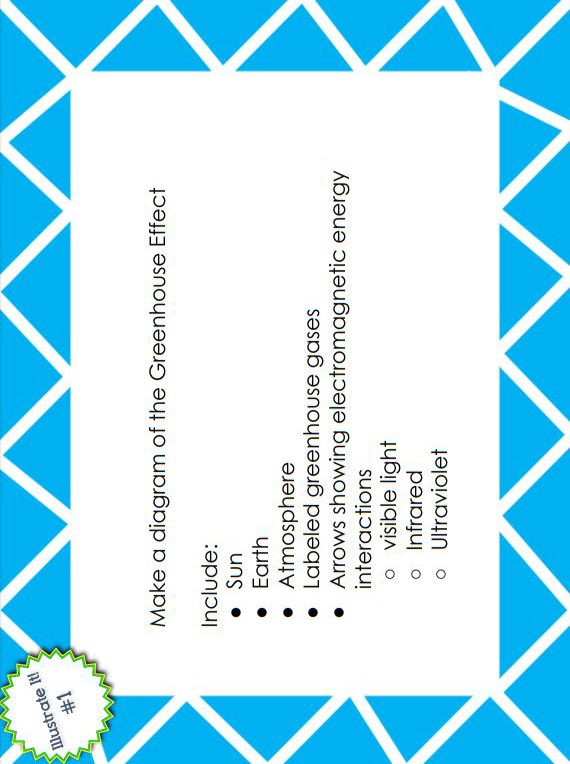 Illustrate It!
#1
Make a diagram of the Greenhouse Effect
Include:
● Sun
● Earth
● Atmosphere
● Labeled greenhouse gases
● Arrows showing electromagnetic energy
interactions
○ visible light
○ Infrared
○ Ultraviolet